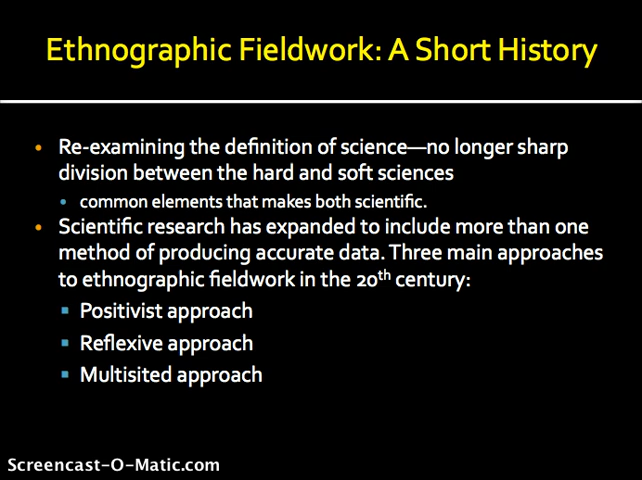 Ethnographic Fieldwork: A Short History
• Re-examining the definition of science—no longer sharp
division between the hard and soft sciences
• common elements that makes both scientific.
• Scientific research has expanded to include more than one
method of producing accurate data. Three main approaches
to ethnographic fieldwork in the 20th century:
▪ Positivist approach
▪ Reflexive approach
▪ Multisited approach
Screencast-O-Matic.com